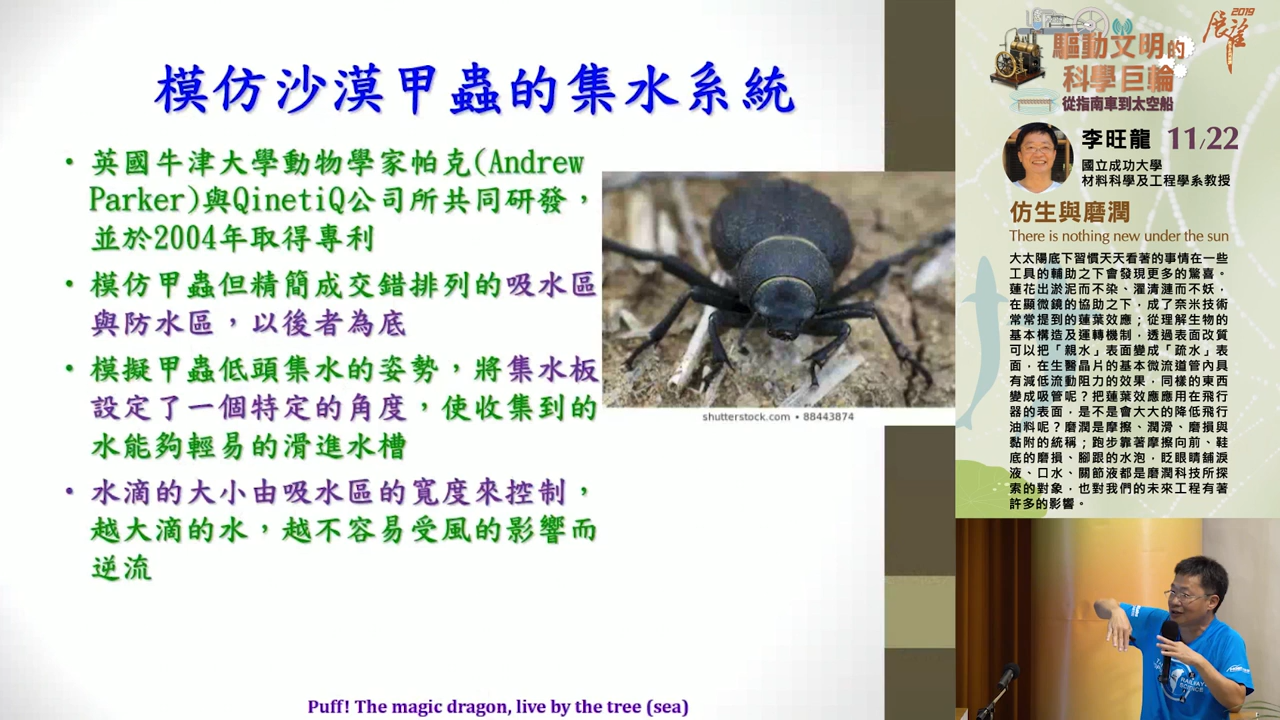 模仿沙漠甲蟲的集水系統
• 英國牛津大學動物學家帕克(Andrew
Parker)與QinetiQ公司所共同研發，
並於2004年取得專利
• 模仿甲蟲但精簡成交錯排列的吸水區
與防水區，以後者為底
• 模擬甲蟲低頭集水的姿勢，將集水板
設定了一個特定的角度，使收集到的
水能夠輕易的滑進水槽
• 水滴的大小由吸水區的寬度來控制，
越大滴的水，越不容易受風的影響而
逆流
shutterstock.com • 88443874
Puff! The magic dragon, live by the tree (sea)
2019
展望
驅動文明的
科學巨輪
從指南車到太空船
李旺龍 11/22
國立成功大學
材料科學及工程學系教授
仿生與磨潤
There is nothing new under the sun
大太陽底下習慣天天看著的事情在一些
工具的輔助之下會發現更多的驚喜。
蓮花出淤泥而不染、濯清漣而不妖，
在顯微鏡的協助之下，成了奈米技術
常常提到的蓮葉效應；從理解生物的
基本構造及運轉機制，透過表面改質
可以把「親水」表面變成「疏水」表
面，在生醫晶片的基本微流道管內具
有減低流動阻力的效果，同樣的東西
變成吸管呢？把蓮葉效應應用在飛行
器的表面，是不是會大大的降低飛行
油料呢？磨潤是摩擦、潤滑、磨損與
黏附的統稱；跑步靠著摩擦向前、鞋
底的磨損、腳跟的水泡，眨眼睛舖淚
液、口水、關節液都是磨潤科技所探
索的對象，也對我們的未來工程有著
許多的影響。